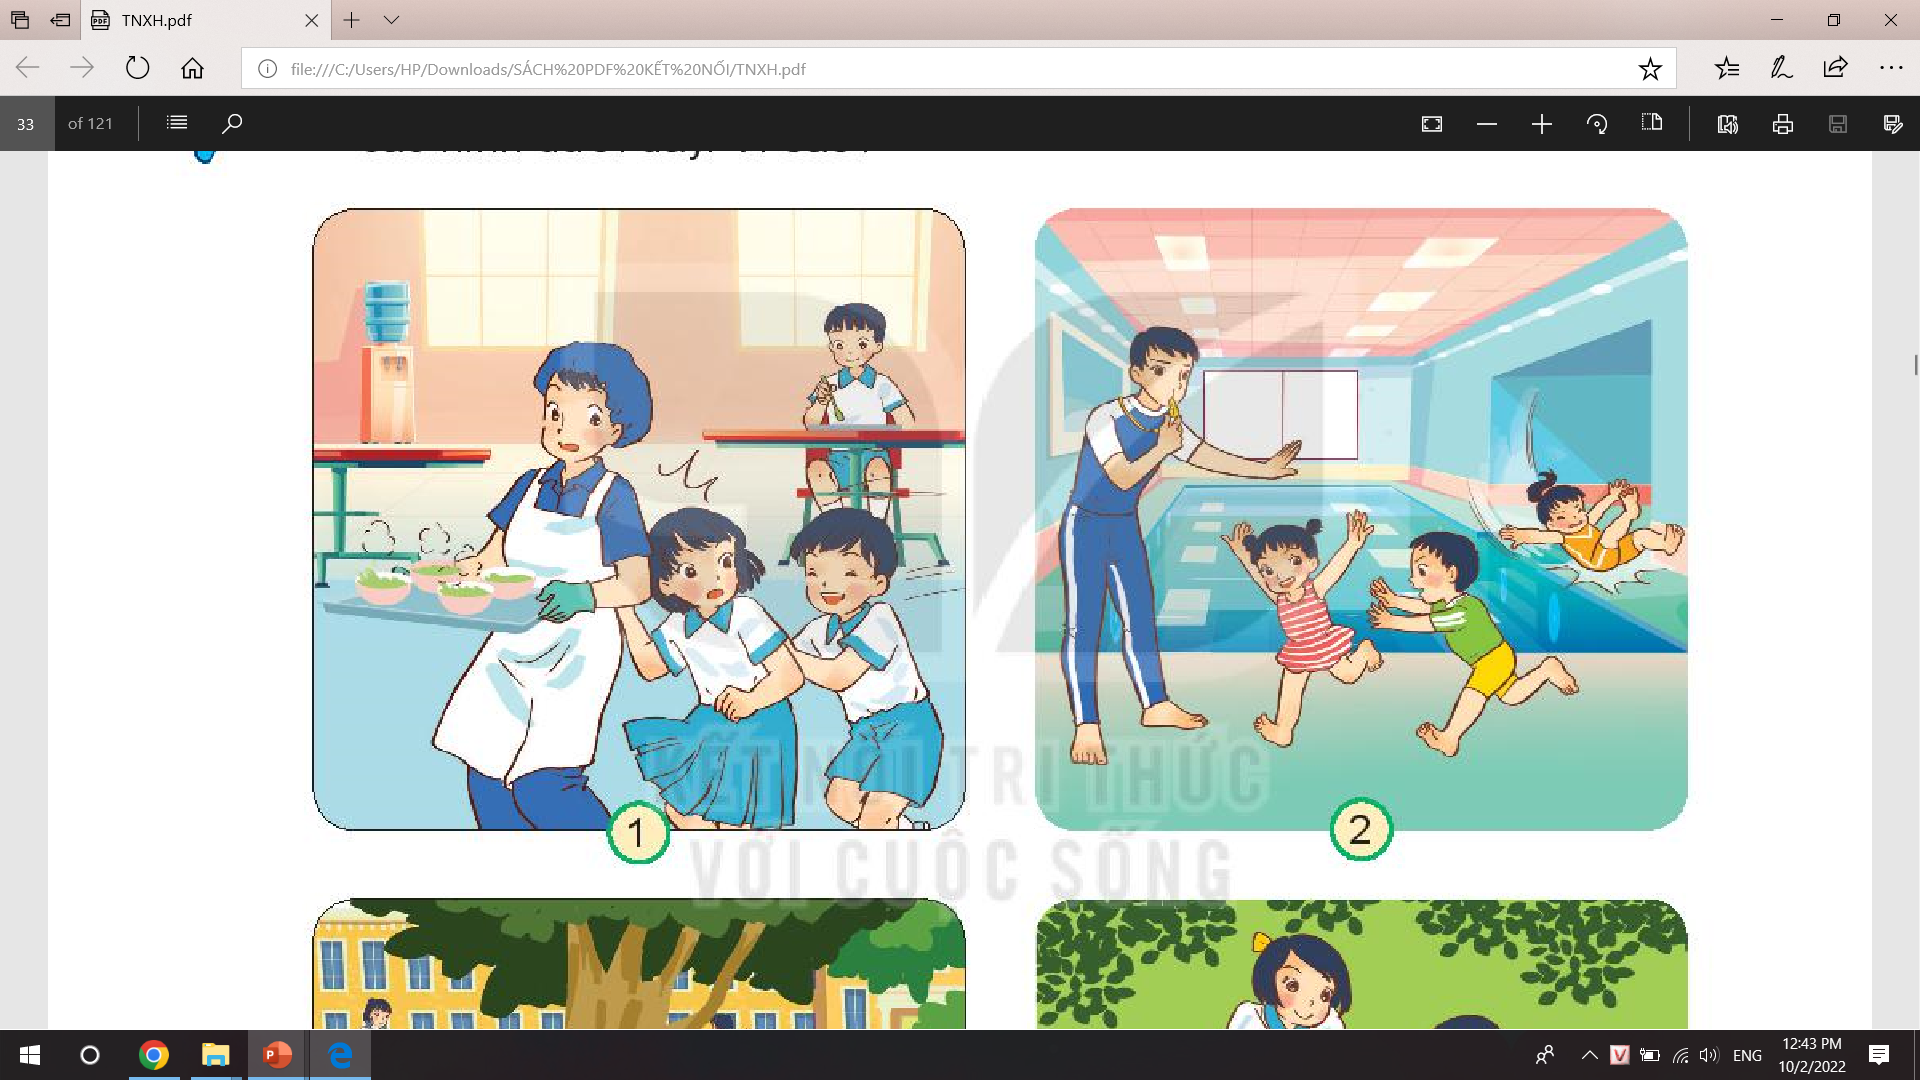 TNXH.pdf
file:///C:/Users/HP/Downloads/SÁCH%20PDF%20KẾT%20NỐI/TNXH.pdf
33 of 121
1
2
KẾT NỐI TRI THỨC
VỚI CUỘC SỐNG
ENG
12:43 PM
10/2/2022